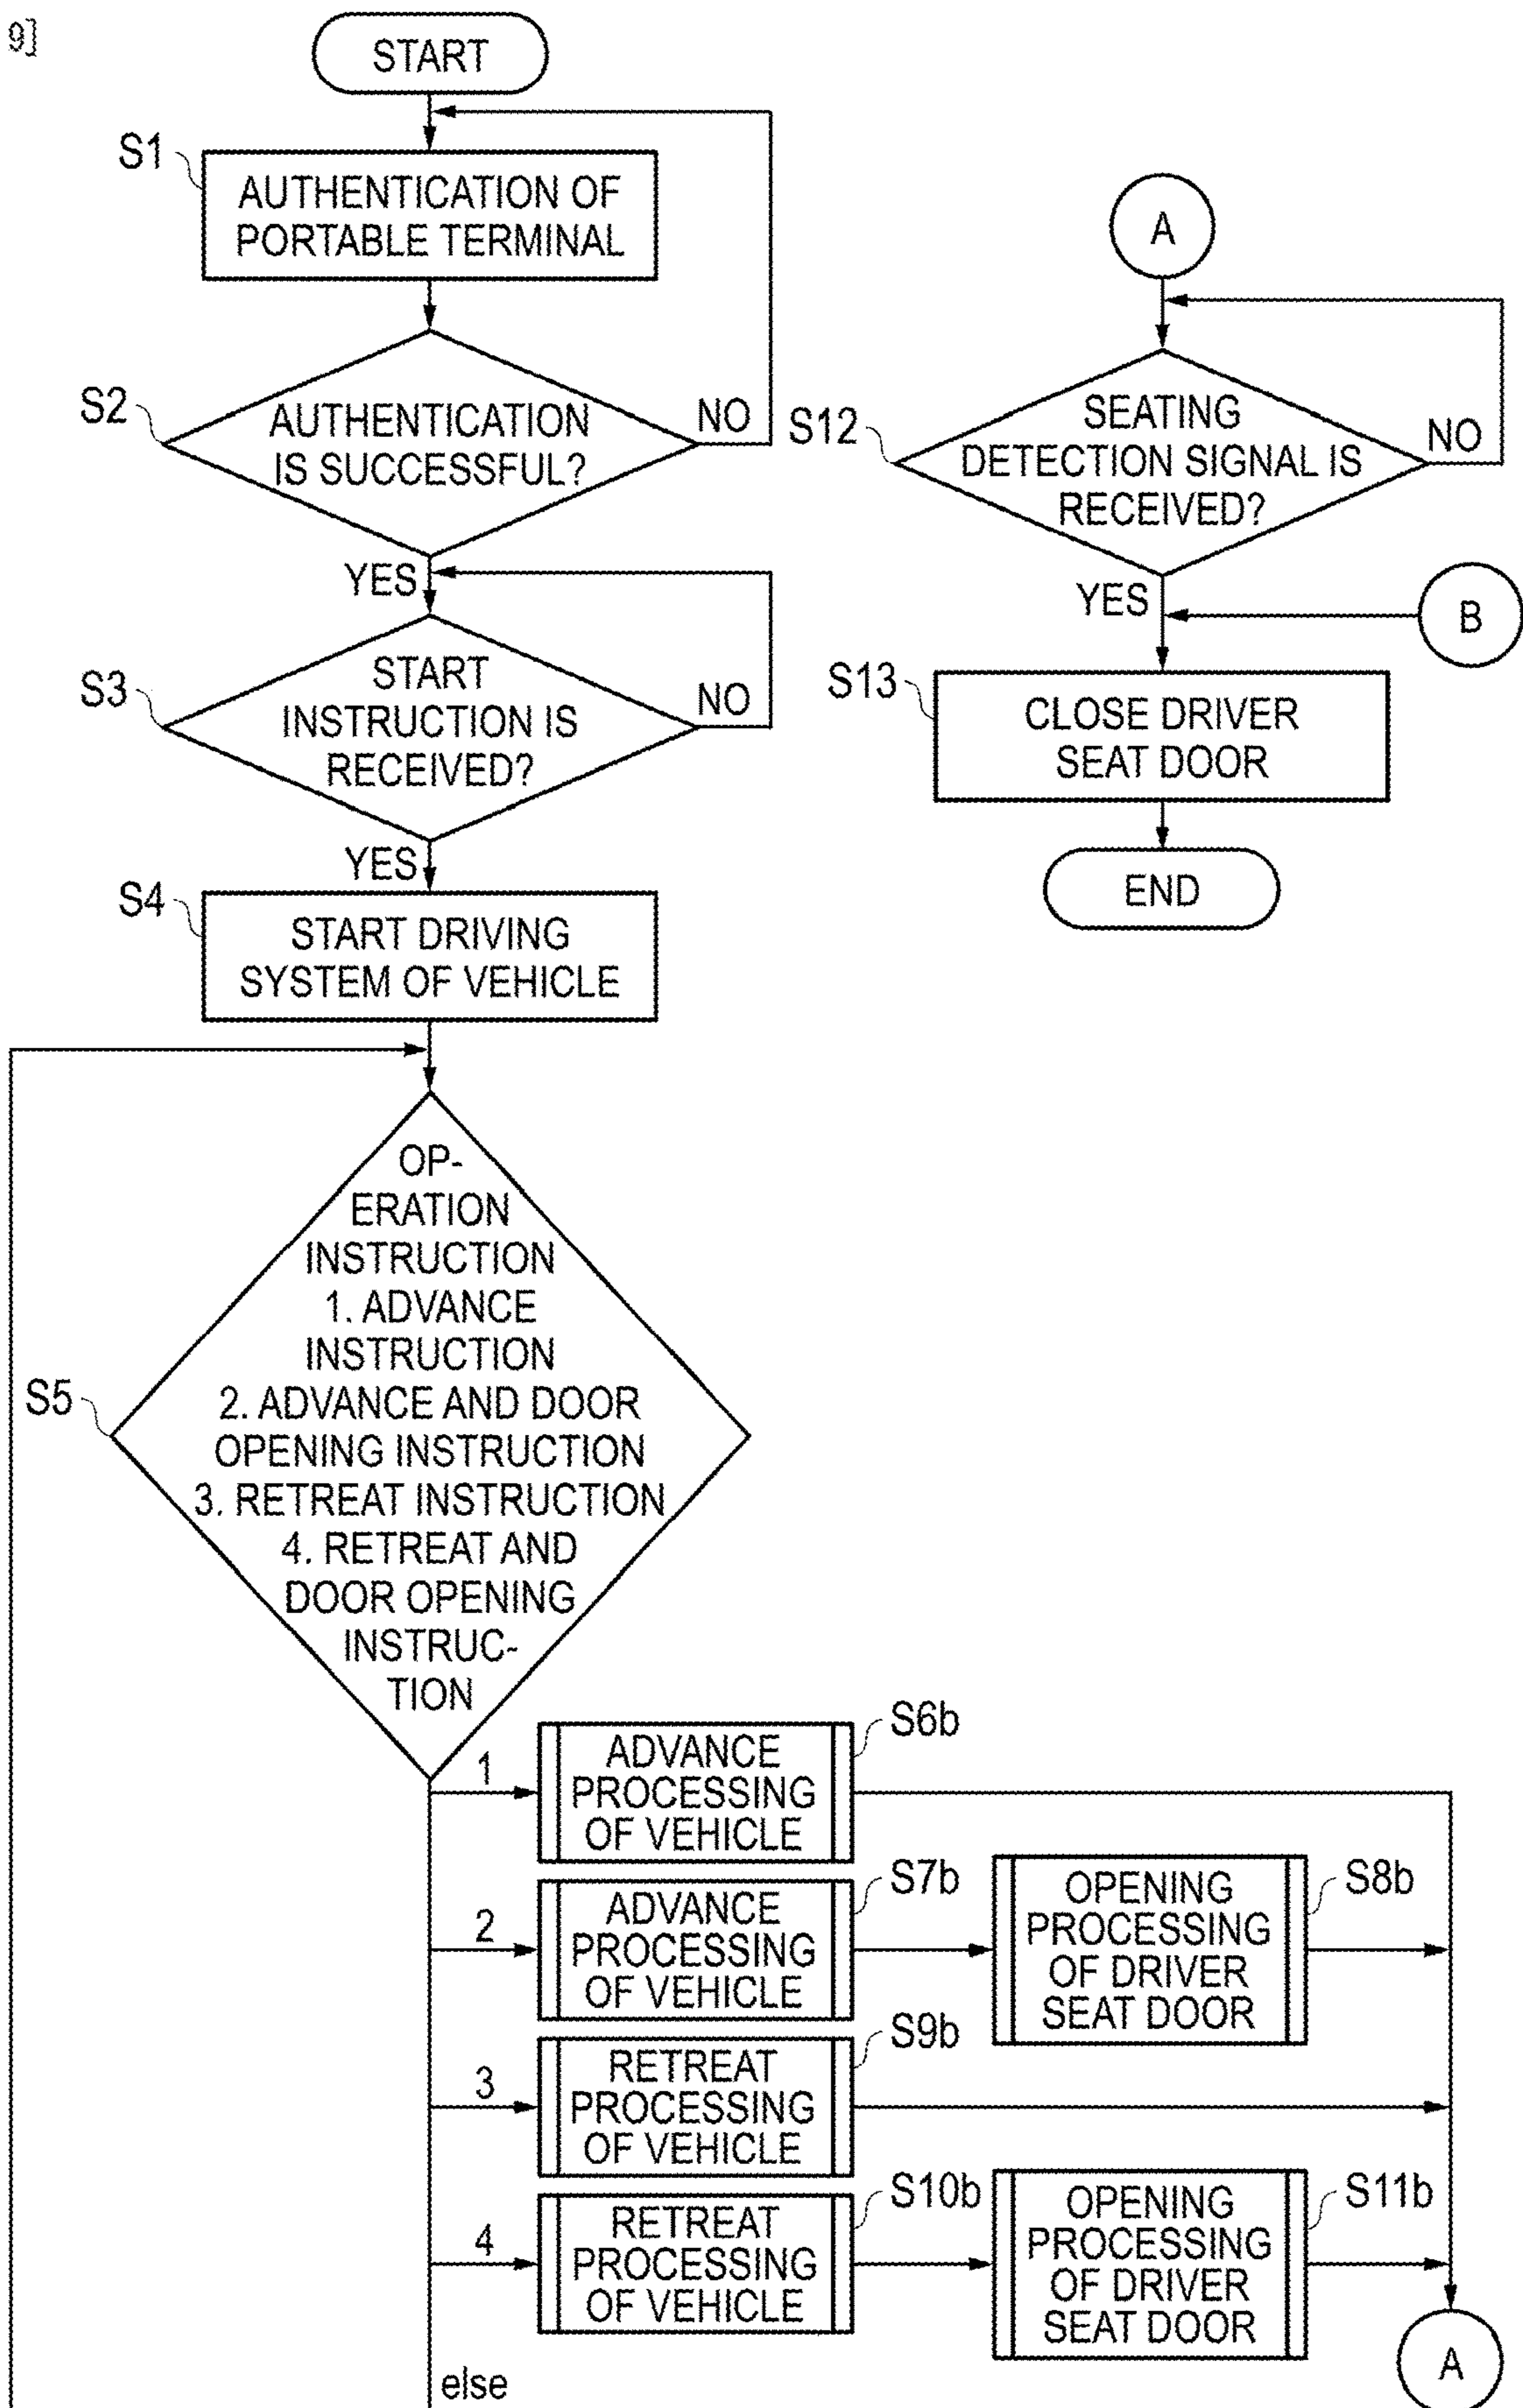 9]
START
S1
AUTHENTICATION OF
PORTABLE TERMINAL
S2
AUTHENTICATION
IS SUCCESSFUL?
NO
YES
S3
START
INSTRUCTION IS
RECEIVED?
NO
YES
S4
START DRIVING
SYSTEM OF VEHICLE
S5
OP-
ERATION
INSTRUCTION
1. ADVANCE
INSTRUCTION
2. ADVANCE AND DOOR
OPENING INSTRUCTION
3. RETREAT INSTRUCTION
4. RETREAT AND
DOOR OPENING
INSTRUC-
TION
1
ADVANCE
PROCESSING
OF VEHICLE
S6b
2
ADVANCE
PROCESSING
OF VEHICLE
S7b
OPENING
PROCESSING
OF DRIVER
SEAT DOOR
S8b
3
RETREAT
PROCESSING
OF VEHICLE
S9b
4
RETREAT
PROCESSING
OF VEHICLE
S10b
OPENING
PROCESSING
OF DRIVER
SEAT DOOR
S11b
else
A
A
S12
SEATING
DETECTION SIGNAL IS
RECEIVED?
NO
YES
B
S13
CLOSE DRIVER
SEAT DOOR
END